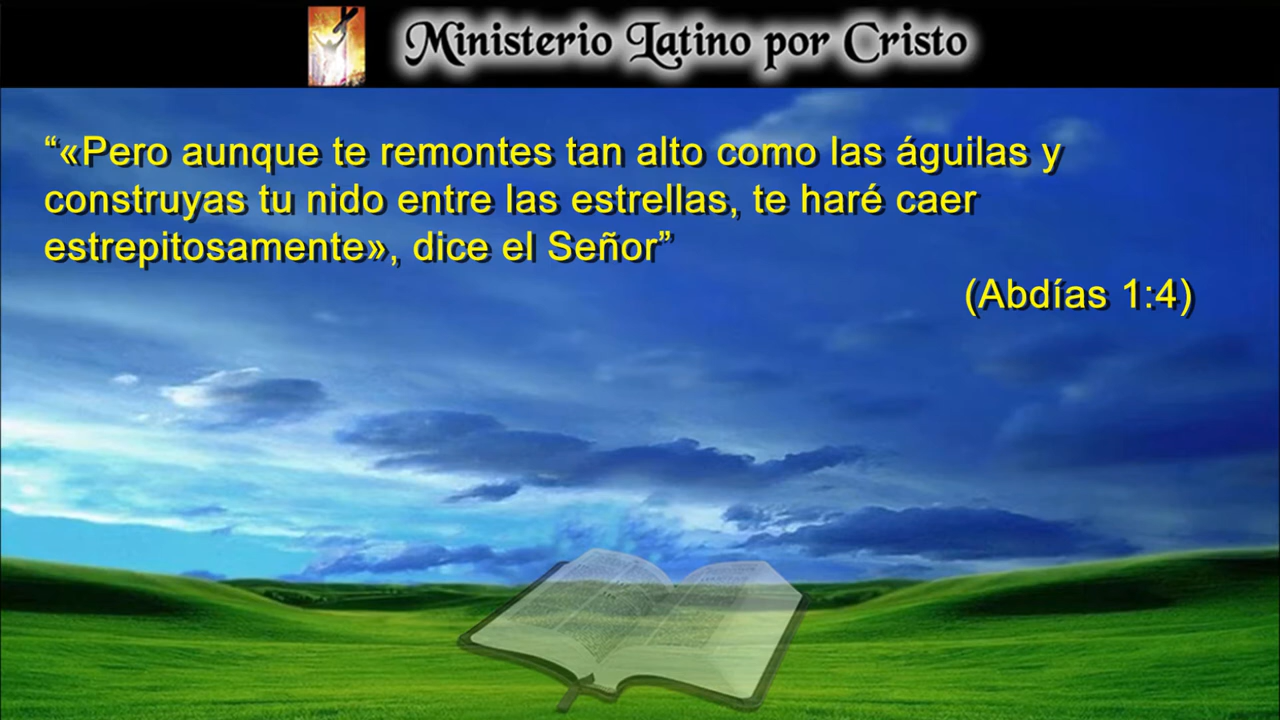 Ministerio Latino por Cristo
“«Pero aunque te remontes tan alto como las águilas y
construyas tu nido entre las estrellas, te haré caer
estrepitosamente», dice el Señor”
(Abdías 1:4)